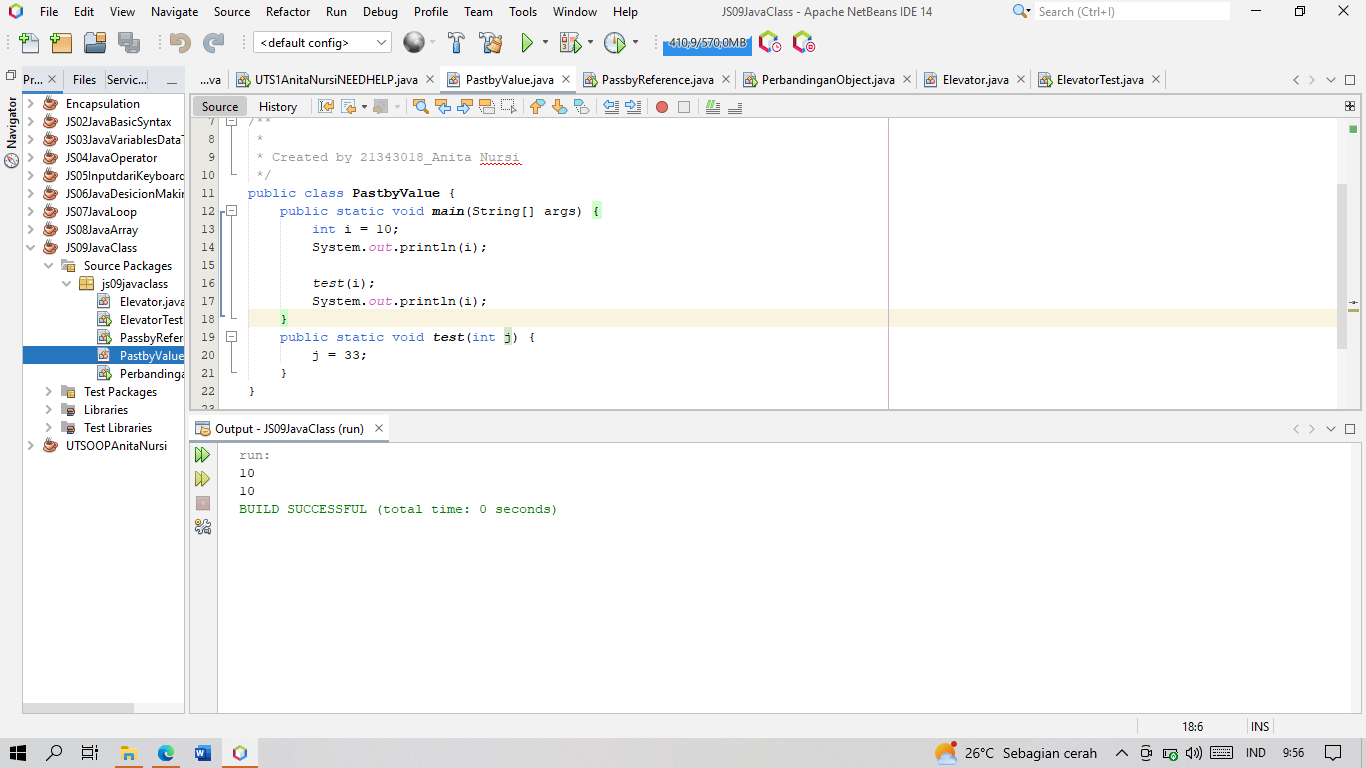 File Edit View Navigate Source Refactor Run Debug Profile Team Tools Window Help JS09JavaClass - Apache NetBeans IDE 14 Search (Ctrl+I)
<default config> 410,9/570,0MB
Pr... Files Servic... ...va UTS1AnitaNursiNEEDHELP.java PastbyValue.java PassbyReference.java PerbandinganObject.java Elevator.java ElevatorTest.java
Navigator
Source History
Encapsulation
JS02JavaBasicSyntax
JS03JavaVariablesDataT
JS04JavaOperator
JS05InputdariKeyboard
JS06JavaDesicionMakin
JS07JavaLoop
JS08JavaArray
JS09JavaClass
Source Packages
js09javaclass
Elevator.java
ElevatorTest
PassbyRefer
PastbyValue
Perbandinga
Test Packages
Libraries
Test Libraries
UTSOOPAnitaNursi
7 /**
8 *
9 * Created by 21343018_Anita Nursi
10 */
11 public class PastbyValue {
12 public static void main(String[] args) {
13 int i = 10;
14 System.out.println(i);
15
16 test(i);
17 System.out.println(i);
18 }
19 public static void test(int j) {
20 j = 33;
21 }
22 }
23
Output - JS09JavaClass (run)
run:
10
10
BUILD SUCCESSFUL (total time: 0 seconds)
18:6 INS
26°C Sebagian cerah IND 9:56